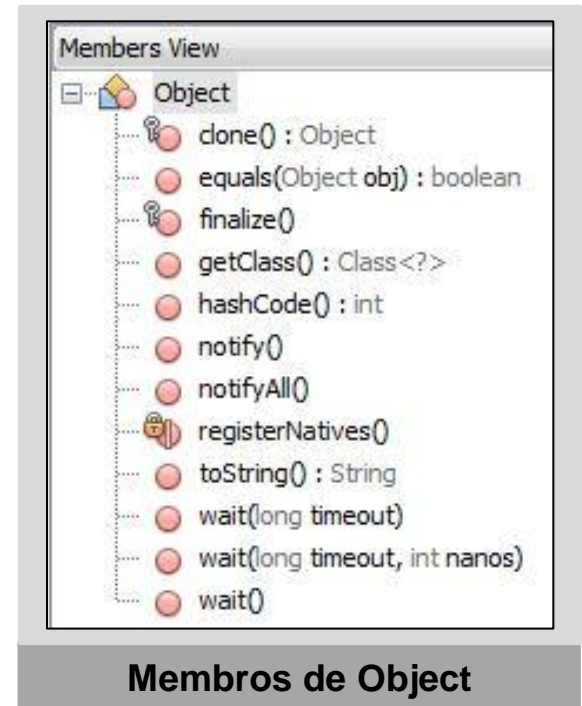 Members View
Object
clone() : Object
equals(Object obj) : boolean
finalize()
getClass() : Class<?>
hashCode() : int
notify()
notifyAll()
registerNatives()
toString() : String
wait(long timeout)
wait(long timeout, int nanos)
wait()
Membros de Object